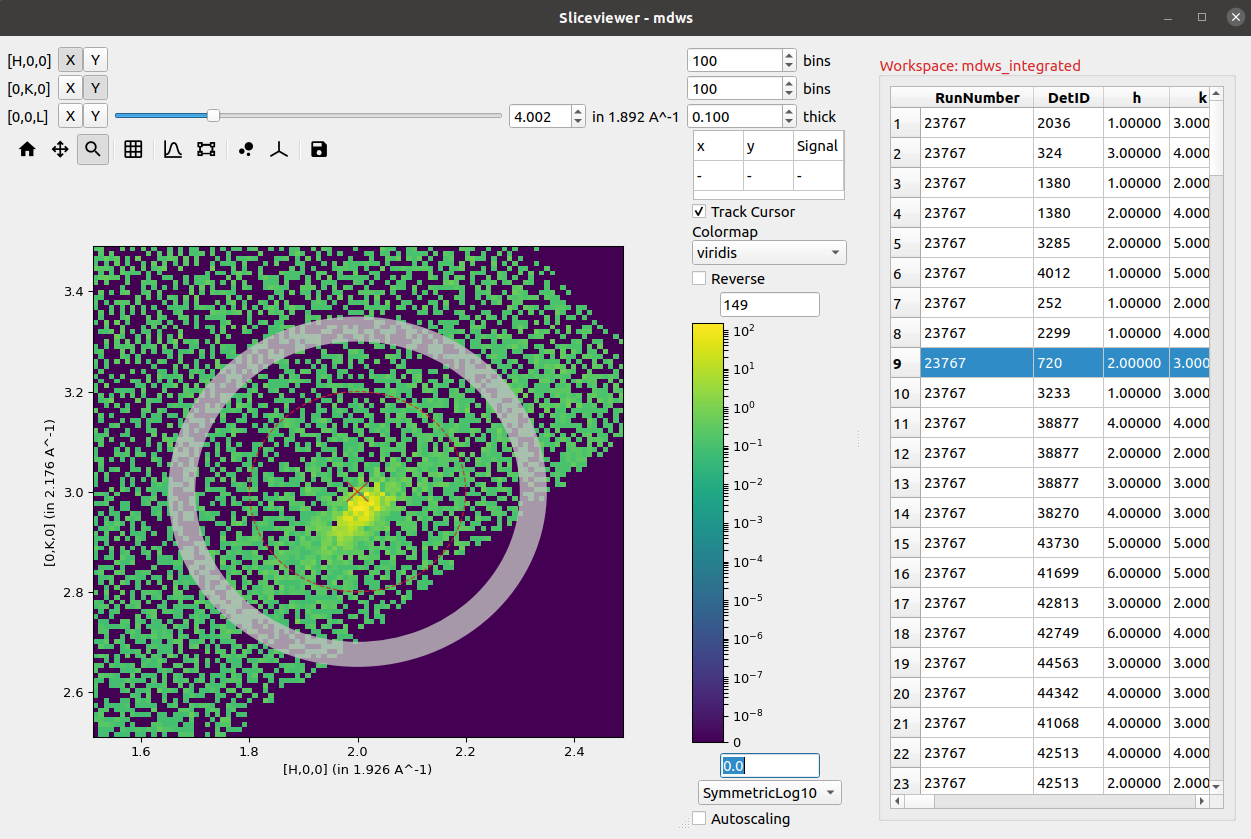 Sliceviewer - mdws
[H,0,0] X Y
[0,K,0] X Y
[0,0,L] X Y 4.002 in 1.892 A^-1
100 bins
100 bins
0.100 thick
x y Signal
- - -
Track Cursor
Colormap
viridis
Reverse
149
10^2
10^1
10^0
10^-1
10^-2
10^-3
10^-4
10^-5
10^-6
10^-7
10^-8
0
0.0
SymmetricLog10
Autoscaling
3.4
3.2
3.0
2.8
2.6
[0,K,0] (in 2.176 A^-1)
1.6 1.8 2.0 2.2 2.4
[H,0,0] (in 1.926 A^-1)
Workspace: mdws_integrated
RunNumber DetID h k
1 23767 2036 1.00000 3.000
2 23767 324 3.00000 4.000
3 23767 1380 1.00000 2.000
4 23767 1380 2.00000 4.000
5 23767 3285 2.00000 5.000
6 23767 4012 1.00000 5.000
7 23767 252 1.00000 2.000
8 23767 2299 1.00000 4.000
9 23767 720 2.00000 3.000
10 23767 3233 1.00000 3.000
11 23767 38877 4.00000 4.000
12 23767 38877 2.00000 2.000
13 23767 38877 3.00000 3.000
14 23767 38270 4.00000 3.000
15 23767 43730 5.00000 5.000
16 23767 41699 6.00000 5.000
17 23767 42813 3.00000 2.000
18 23767 42749 6.00000 4.000
19 23767 44563 3.00000 3.000
20 23767 44342 4.00000 3.000
21 23767 41068 4.00000 3.000
22 23767 42513 4.00000 4.000
23 23767 42513 2.00000 2.000